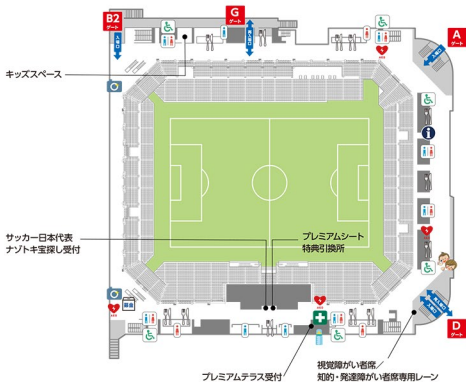 B2
ゲート
G
ゲート
A
ゲート
キッズスペース
サッカー日本代表
ナゾトキ宝探し受付
プレミアムシート
特典引換所
D
ゲート
プレミアムテラス受付
視覚障がい者席/
知的・発達障がい者席専用レーン